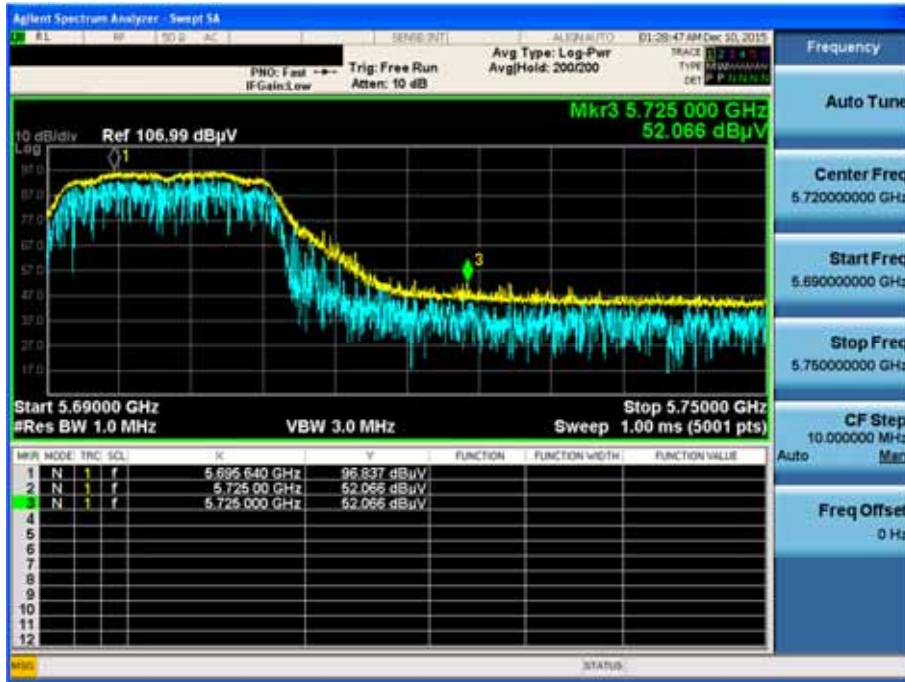 Agilent Spectrum Analyzer - Swept SA
RL RF 50 Ω AC SENSE:INT ALIGN AUTO 01:28:47 AM Dec 10, 2015
PNO: Fast Trig: Free Run Avg Type: Log-Pwr TRACE 1 2 3 4 5 6
IFGain:Low Atten: 10 dB Avg|Hold: 200/200 TYPE
DET P P N N N N
Mkr3 5.725 000 GHz
52.066 dBµV
10 dB/div Ref 106.99 dBµV
Log
97.0
87.0
77.0
67.0
57.0
47.0
37.0
27.0
17.0
1
3
Start 5.69000 GHz Stop 5.75000 GHz
#Res BW 1.0 MHz VBW 3.0 MHz Sweep 1.00 ms (5001 pts)
MKR MODE TRC SCL X Y FUNCTION FUNCTION WIDTH FUNCTION VALUE
1 N 1 f 5.695 640 GHz 96.837 dBµV
2 N 1 f 5.725 00 GHz 52.066 dBµV
3 N 1 f 5.725 000 GHz 52.066 dBµV
4
5
6
7
8
9
10
11
12
MSG STATUS
Frequency
Auto Tune
Center Freq
5.720000000 GHz
Start Freq
5.690000000 GHz
Stop Freq
5.750000000 GHz
CF Step
10.000000 MHz
Auto Man
Freq Offset
0 Hz